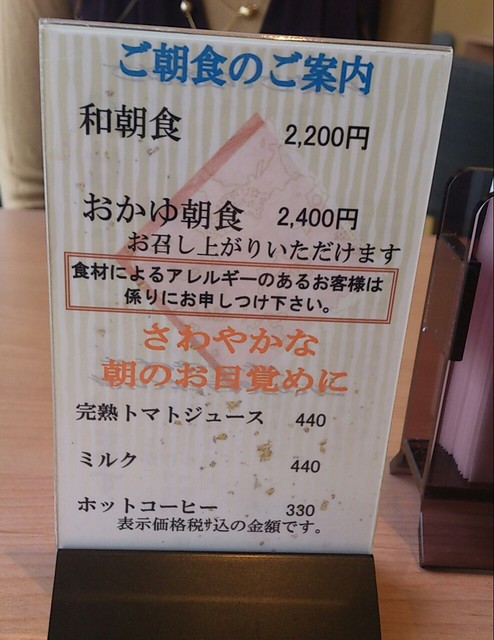 ご朝食のご案内
和朝食 2,200円
おかゆ朝食 2,400円
お召し上がりいただけます
食材によるアレルギーのあるお客様は
係りにお申しつけ下さい。
さわやかな
朝のお目覚めに
完熟トマトジュース 440
ミルク 440
ホットコーヒー 330
表示価格税ｻ込の金額です。